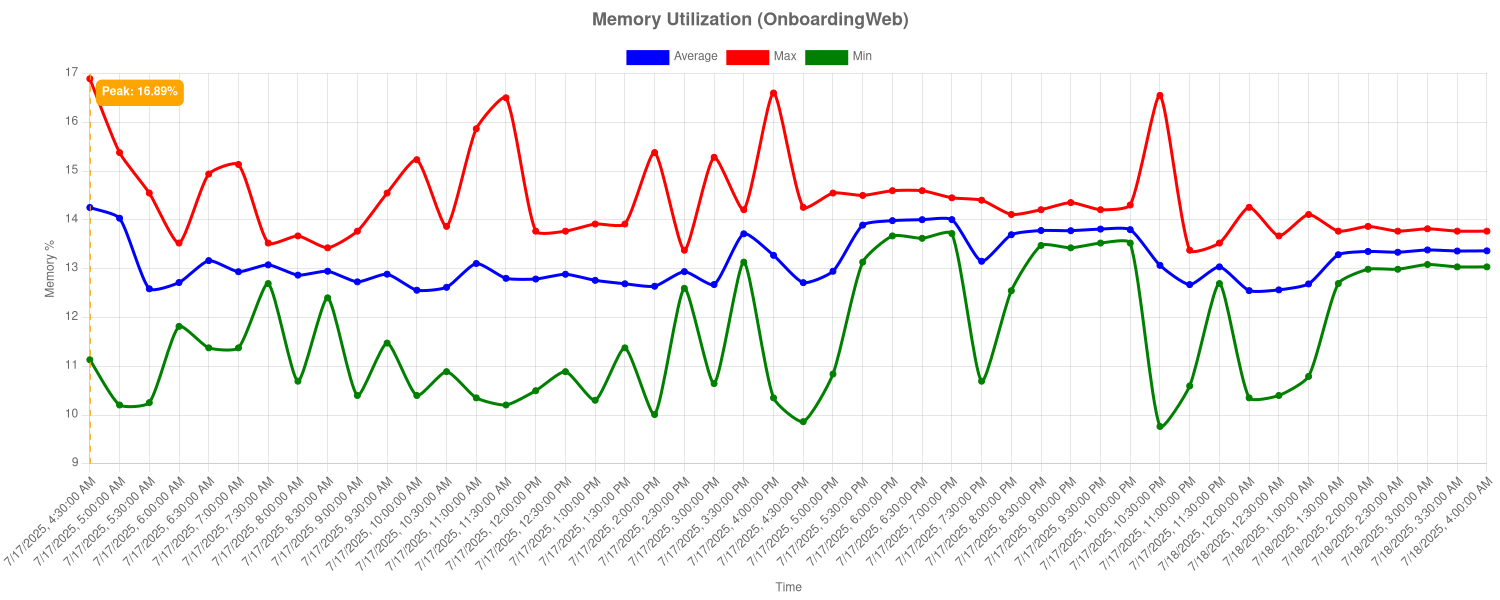 Memory Utilization (OnboardingWeb)
Average Max Min
Peak: 16.89%
Memory %
17
16
15
14
13
12
11
10
9
7/17/2025, 4:30:00 AM
7/17/2025, 5:00:00 AM
7/17/2025, 5:30:00 AM
7/17/2025, 6:00:00 AM
7/17/2025, 6:30:00 AM
7/17/2025, 7:00:00 AM
7/17/2025, 7:30:00 AM
7/17/2025, 8:00:00 AM
7/17/2025, 8:30:00 AM
7/17/2025, 9:00:00 AM
7/17/2025, 9:30:00 AM
7/17/2025, 10:00:00 AM
7/17/2025, 10:30:00 AM
7/17/2025, 11:00:00 AM
7/17/2025, 11:30:00 AM
7/17/2025, 12:00:00 PM
7/17/2025, 12:30:00 PM
7/17/2025, 1:00:00 PM
7/17/2025, 1:30:00 PM
7/17/2025, 2:00:00 PM
7/17/2025, 2:30:00 PM
7/17/2025, 3:00:00 PM
7/17/2025, 3:30:00 PM
7/17/2025, 4:00:00 PM
7/17/2025, 4:30:00 PM
7/17/2025, 5:00:00 PM
7/17/2025, 5:30:00 PM
7/17/2025, 6:00:00 PM
7/17/2025, 6:30:00 PM
7/17/2025, 7:00:00 PM
7/17/2025, 7:30:00 PM
7/17/2025, 8:00:00 PM
7/17/2025, 8:30:00 PM
7/17/2025, 9:00:00 PM
7/17/2025, 9:30:00 PM
7/17/2025, 10:00:00 PM
7/17/2025, 10:30:00 PM
7/17/2025, 11:00:00 PM
7/17/2025, 11:30:00 PM
7/18/2025, 12:00:00 AM
7/18/2025, 12:30:00 AM
7/18/2025, 1:00:00 AM
7/18/2025, 1:30:00 AM
7/18/2025, 2:00:00 AM
7/18/2025, 2:30:00 AM
7/18/2025, 3:00:00 AM
7/18/2025, 3:30:00 AM
7/18/2025, 4:00:00 AM
Time